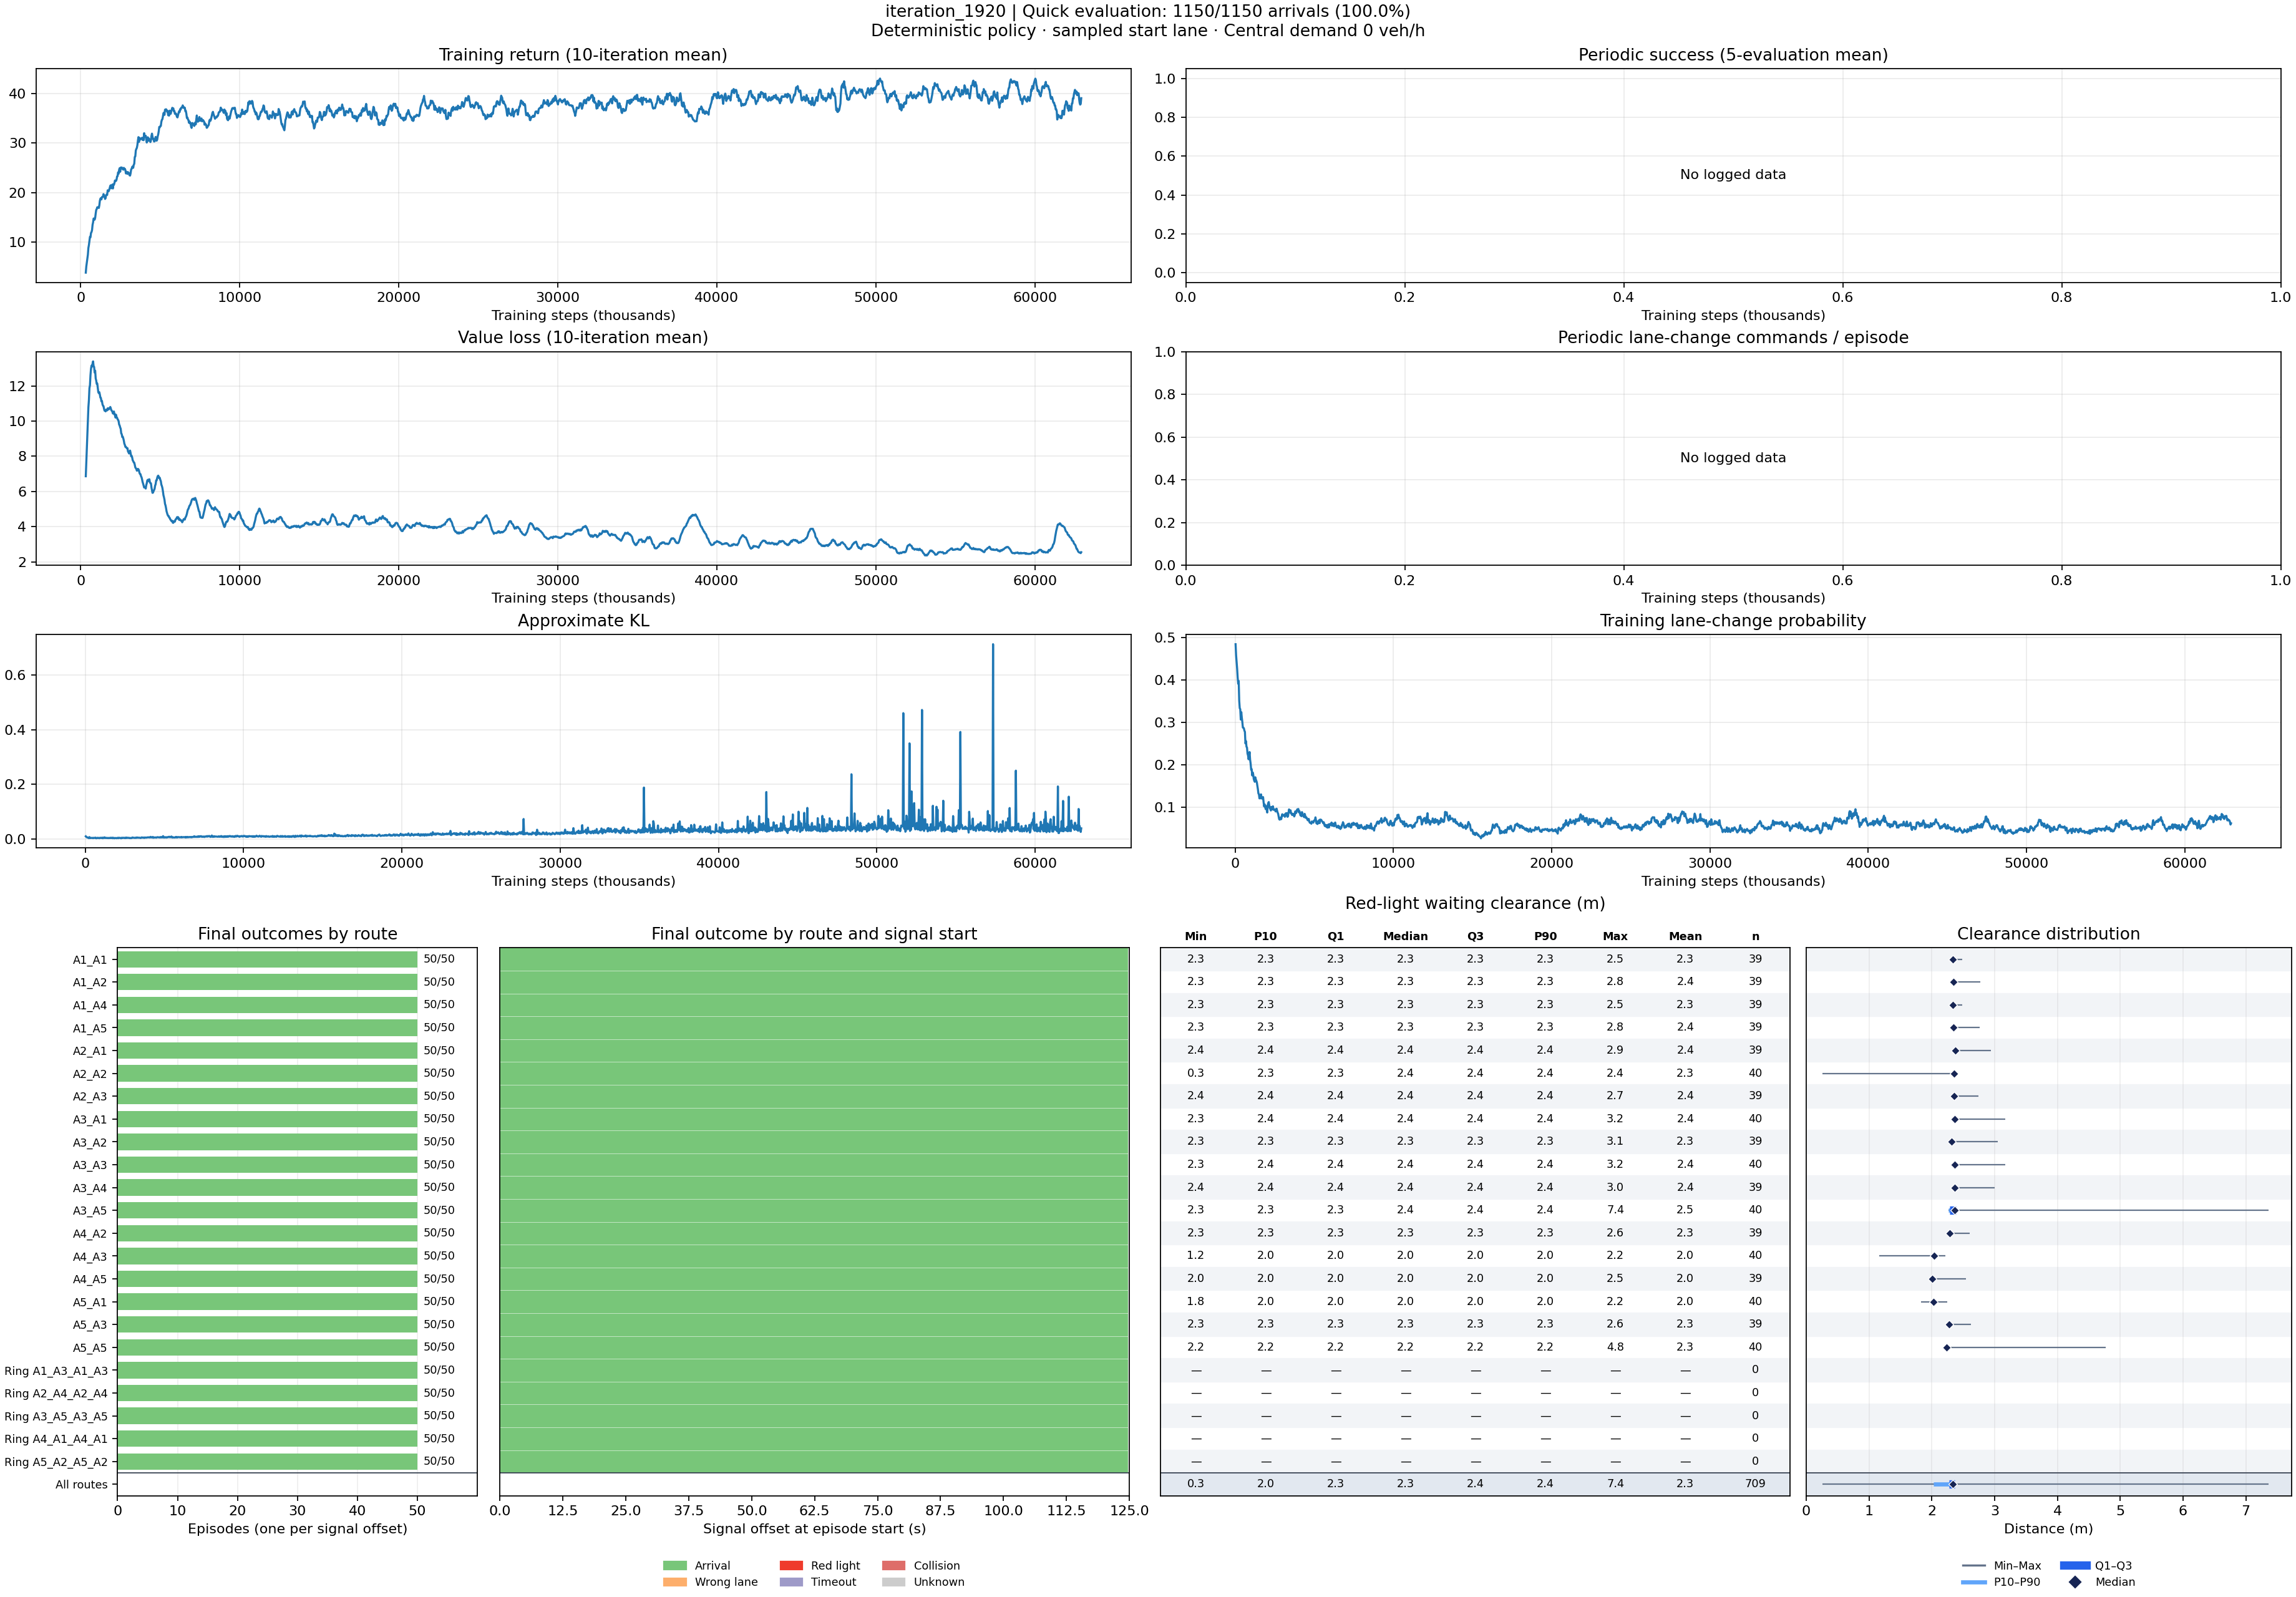 iteration_1920 | Quick evaluation: 1150/1150 arrivals (100.0%)
Deterministic policy · sampled start lane · Central demand 0 veh/h
Training return (10-iteration mean)
40
30
20
10
0 10000 20000 30000 40000 50000 60000
Training steps (thousands)
Periodic success (5-evaluation mean)
1.0
0.8
0.6
0.4
0.2
0.0
No logged data
0.0 0.2 0.4 0.6 0.8 1.0
Training steps (thousands)
Value loss (10-iteration mean)
12
10
8
6
4
2
0 10000 20000 30000 40000 50000 60000
Training steps (thousands)
Periodic lane-change commands / episode
1.0
0.8
0.6
0.4
0.2
0.0
No logged data
0.0 0.2 0.4 0.6 0.8 1.0
Training steps (thousands)
Approximate KL
0.6
0.4
0.2
0.0
0 10000 20000 30000 40000 50000 60000
Training steps (thousands)
Training lane-change probability
0.5
0.4
0.3
0.2
0.1
0 10000 20000 30000 40000 50000 60000
Training steps (thousands)
Final outcomes by route
A1_A1 50/50
A1_A2 50/50
A1_A4 50/50
A1_A5 50/50
A2_A1 50/50
A2_A2 50/50
A2_A3 50/50
A3_A1 50/50
A3_A2 50/50
A3_A3 50/50
A3_A4 50/50
A3_A5 50/50
A4_A2 50/50
A4_A3 50/50
A4_A5 50/50
A5_A1 50/50
A5_A3 50/50
A5_A5 50/50
Ring A1_A3_A1_A3 50/50
Ring A2_A4_A2_A4 50/50
Ring A3_A5_A3_A5 50/50
Ring A4_A1_A4_A1 50/50
Ring A5_A2_A5_A2 50/50
All routes
0 10 20 30 40 50
Episodes (one per signal offset)
Final outcome by route and signal start
0.0 12.5 25.0 37.5 50.0 62.5 75.0 87.5 100.0 112.5 125.0
Signal offset at episode start (s)
Arrival Red light Collision
Wrong lane Timeout Unknown
Red-light waiting clearance (m)
Min P10 Q1 Median Q3 P90 Max Mean n
2.3 2.3 2.3 2.3 2.3 2.3 2.5 2.3 39
2.3 2.3 2.3 2.3 2.3 2.3 2.8 2.4 39
2.3 2.3 2.3 2.3 2.3 2.3 2.5 2.3 39
2.3 2.3 2.3 2.3 2.3 2.3 2.8 2.4 39
2.4 2.4 2.4 2.4 2.4 2.4 2.9 2.4 39
0.3 2.3 2.3 2.4 2.4 2.4 2.4 2.3 40
2.4 2.4 2.4 2.4 2.4 2.4 2.7 2.4 39
2.3 2.4 2.4 2.4 2.4 2.4 3.2 2.4 40
2.3 2.3 2.3 2.3 2.3 2.3 3.1 2.3 39
2.3 2.4 2.4 2.4 2.4 2.4 3.2 2.4 40
2.4 2.4 2.4 2.4 2.4 2.4 3.0 2.4 39
2.3 2.3 2.3 2.4 2.4 2.4 7.4 2.5 40
2.3 2.3 2.3 2.3 2.3 2.3 2.6 2.3 39
1.2 2.0 2.0 2.0 2.0 2.2 2.2 2.0 40
2.0 2.0 2.0 2.0 2.0 2.0 2.5 2.0 39
1.8 2.0 2.0 2.0 2.0 2.0 2.2 2.0 40
2.3 2.3 2.3 2.3 2.3 2.3 2.6 2.3 39
2.2 2.2 2.2 2.2 2.2 2.2 4.8 2.3 40
— — — — — — — — 0
— — — — — — — — 0
— — — — — — — — 0
— — — — — — — — 0
— — — — — — — — 0
0.3 2.0 2.3 2.3 2.4 2.4 7.4 2.3 709
Clearance distribution
0 1 2 3 4 5 6 7
Distance (m)
Min–Max Q1–Q3
P10–P90 Median